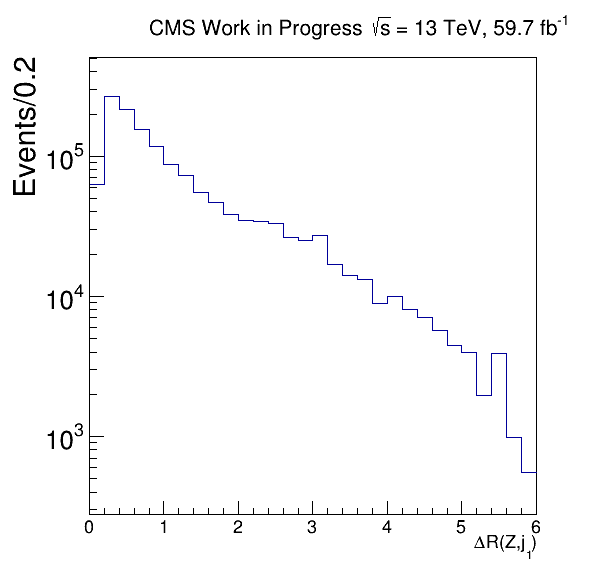 CMS Work in Progress √s = 13 TeV, 59.7 fb⁻¹
Events/0.2
10⁵
10⁴
10³
0 1 2 3 4 5 6
ΔR(Z,j₁)